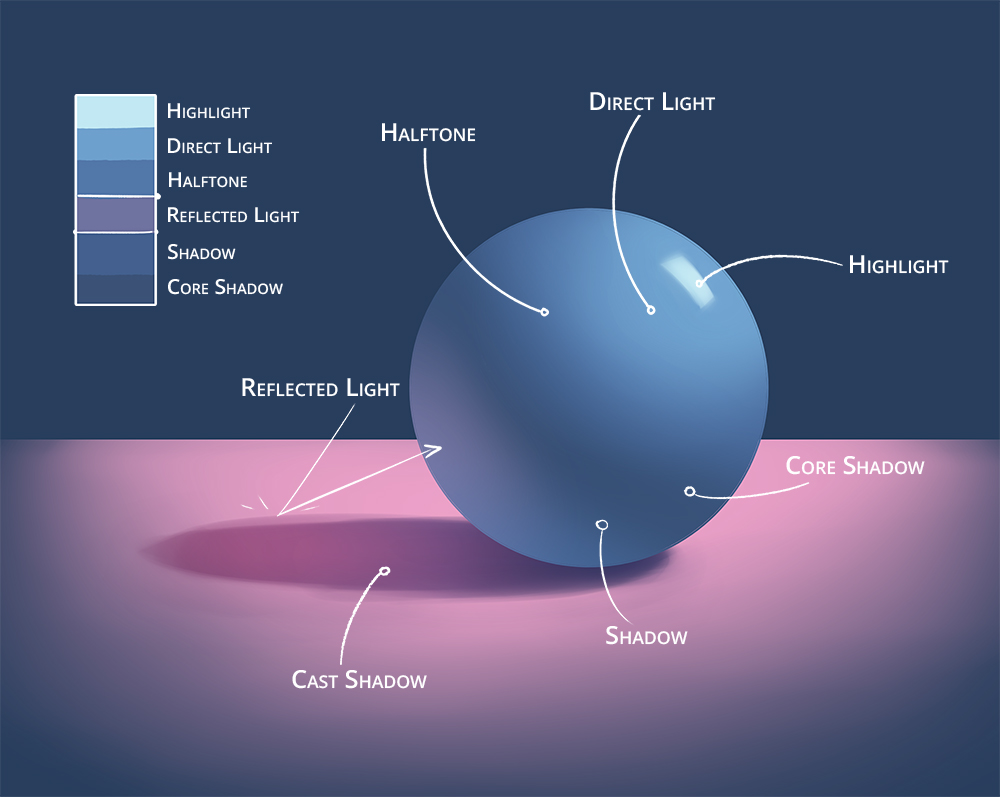 Highlight
Direct Light
Halftone
Reflected Light
Shadow
Core Shadow
Direct Light
Halftone
Highlight
Reflected Light
Core Shadow
Shadow
Cast Shadow